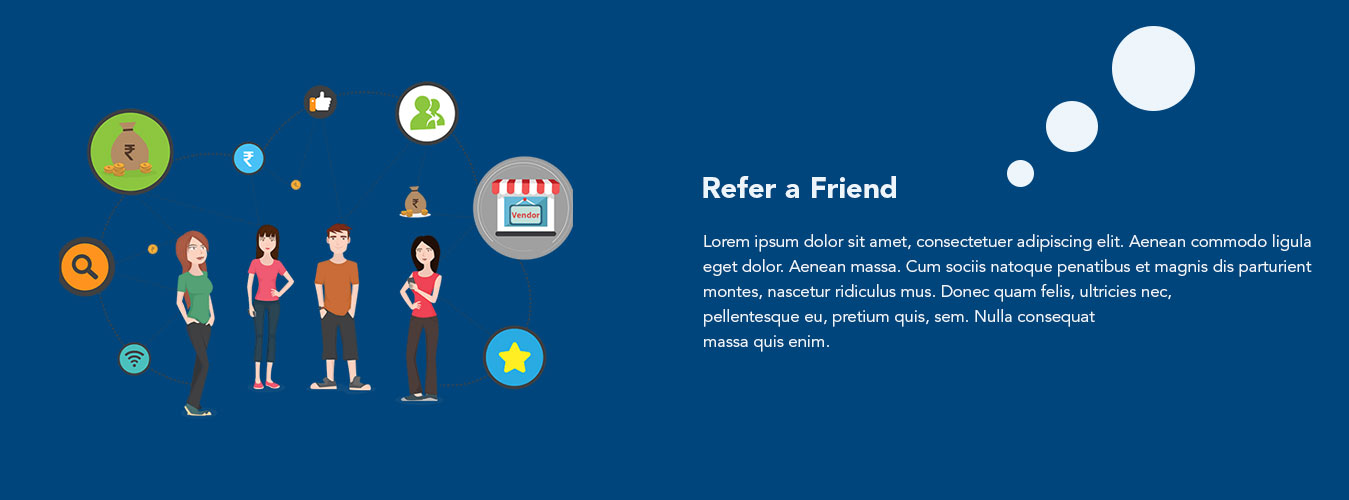 ₹
₹
₹
Vendor
Refer a Friend
Lorem ipsum dolor sit amet, consectetuer adipiscing elit. Aenean commodo ligula
eget dolor. Aenean massa. Cum sociis natoque penatibus et magnis dis parturient
montes, nascetur ridiculus mus. Donec quam felis, ultricies nec,
pellentesque eu, pretium quis, sem. Nulla consequat
massa quis enim.